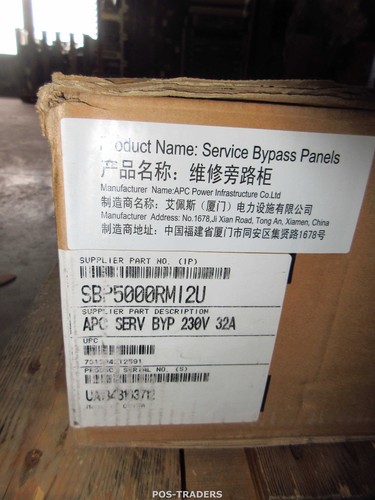 Product Name: Service Bypass Panels
产品名称：维修旁路柜
Manufacturer Name:APC Power Infrastructure Co.Ltd
制造商名称：艾佩斯（厦门）电力设施有限公司
Manufacturer Address: No.1678,Ji Xian Road, Tong An, Xiamen, China
制造商地址：中国福建省厦门市同安区集贤路1678号
SUPPLIER PART NO. (1P)
SBP5000RMI2U
SUPPLIER PART DESCRIPTION
APC SERV BYP 230V 32A
UPC
PRODUCT SERIAL NO. (S)
POS-TRADERS